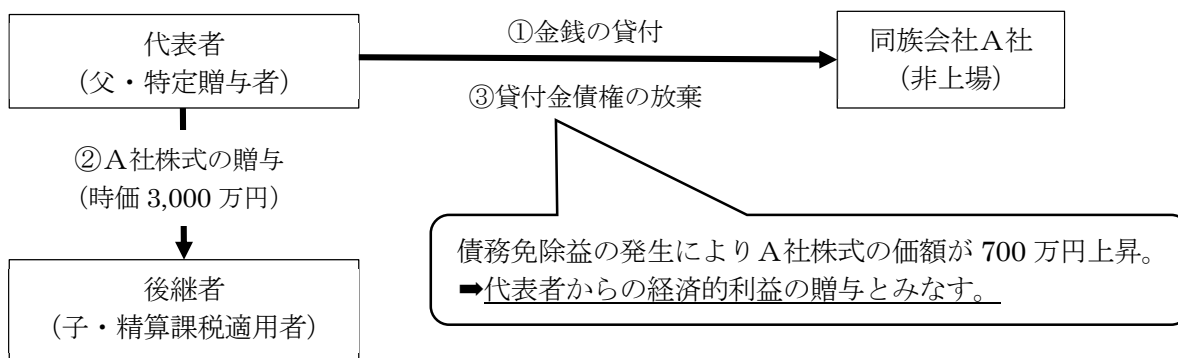 代表者
（父・特定贈与者）
①金銭の貸付
同族会社Ａ社
（非上場）
③貸付金債権の放棄
②Ａ社株式の贈与
（時価 3,000 万円）
債務免除益の発生によりＡ社株式の価額が 700 万円上昇。
➡代表者からの経済的利益の贈与とみなす。
後継者
（子・精算課税適用者）